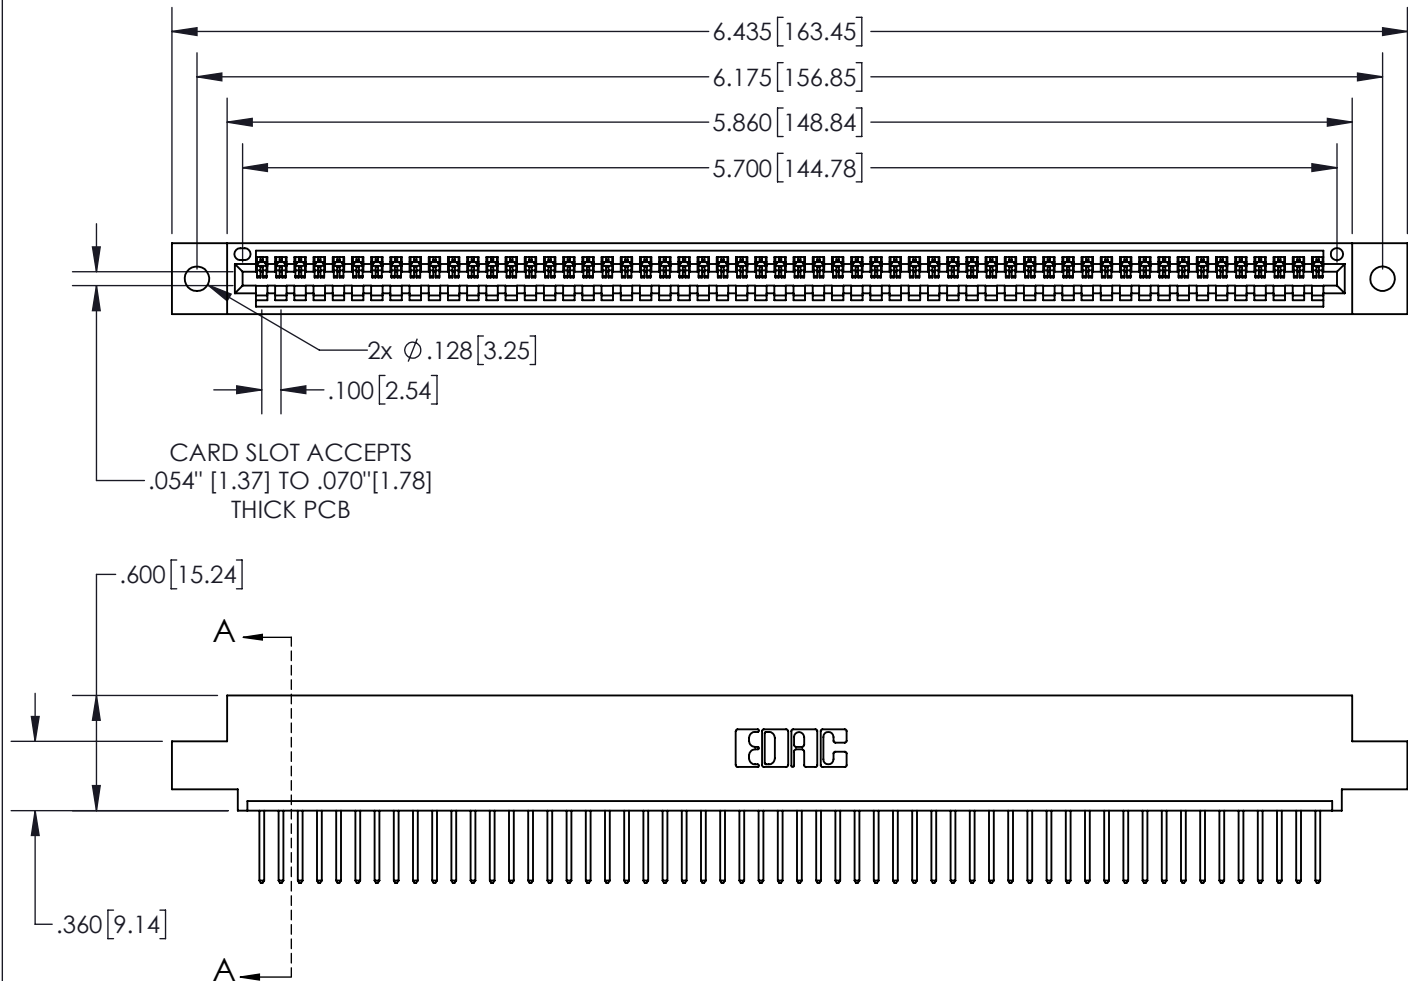 6.435[163.45]
6.175[156.85]
5.860[148.84]
5.700[144.78]
2x Ø.128[3.25]
.100[2.54]
CARD SLOT ACCEPTS
.054" [1.37] TO .070"[1.78]
THICK PCB
.600[15.24]
A
EDAC
.360[9.14]
A